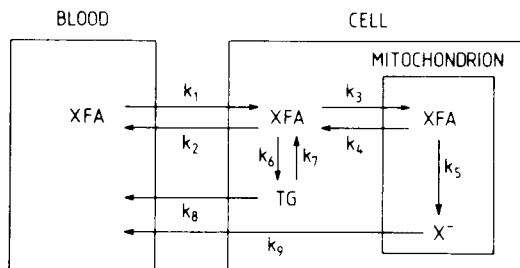 BLOOD
CELL
MITOCHONDRION
XFA
k₁
k₂
XFA
k₃
k₄
XFA
k₆
k₇
k₅
TG
k₈
X⁻
k₉